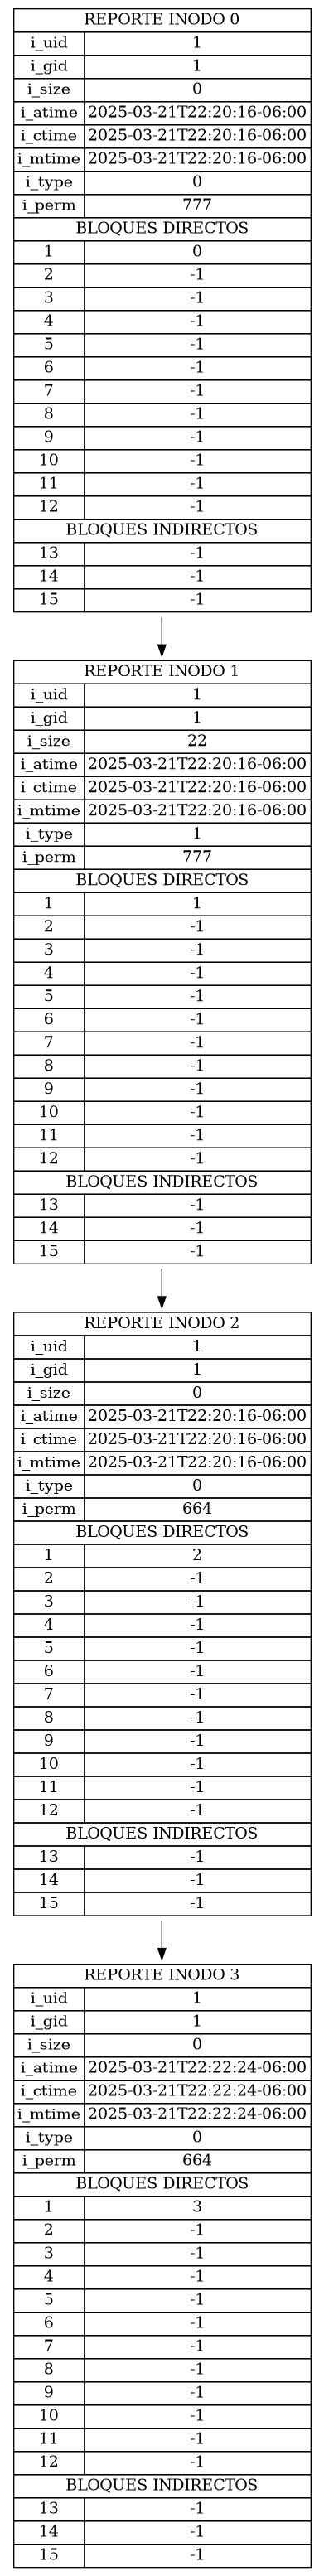 REPORTE INODO 0
i_uid 1
i_gid 1
i_size 0
i_atime 2025-03-21T22:20:16-06:00
i_ctime 2025-03-21T22:20:16-06:00
i_mtime 2025-03-21T22:20:16-06:00
i_type 0
i_perm 777
BLOQUES DIRECTOS
1 0
2 -1
3 -1
4 -1
5 -1
6 -1
7 -1
8 -1
9 -1
10 -1
11 -1
12 -1
BLOQUES INDIRECTOS
13 -1
14 -1
15 -1
REPORTE INODO 1
i_uid 1
i_gid 1
i_size 22
i_atime 2025-03-21T22:20:16-06:00
i_ctime 2025-03-21T22:20:16-06:00
i_mtime 2025-03-21T22:20:16-06:00
i_type 1
i_perm 777
BLOQUES DIRECTOS
1 1
2 -1
3 -1
4 -1
5 -1
6 -1
7 -1
8 -1
9 -1
10 -1
11 -1
12 -1
BLOQUES INDIRECTOS
13 -1
14 -1
15 -1
REPORTE INODO 2
i_uid 1
i_gid 1
i_size 0
i_atime 2025-03-21T22:20:16-06:00
i_ctime 2025-03-21T22:20:16-06:00
i_mtime 2025-03-21T22:20:16-06:00
i_type 0
i_perm 664
BLOQUES DIRECTOS
1 2
2 -1
3 -1
4 -1
5 -1
6 -1
7 -1
8 -1
9 -1
10 -1
11 -1
12 -1
BLOQUES INDIRECTOS
13 -1
14 -1
15 -1
REPORTE INODO 3
i_uid 1
i_gid 1
i_size 0
i_atime 2025-03-21T22:22:24-06:00
i_ctime 2025-03-21T22:22:24-06:00
i_mtime 2025-03-21T22:22:24-06:00
i_type 0
i_perm 664
BLOQUES DIRECTOS
1 3
2 -1
3 -1
4 -1
5 -1
6 -1
7 -1
8 -1
9 -1
10 -1
11 -1
12 -1
BLOQUES INDIRECTOS
13 -1
14 -1
15 -1